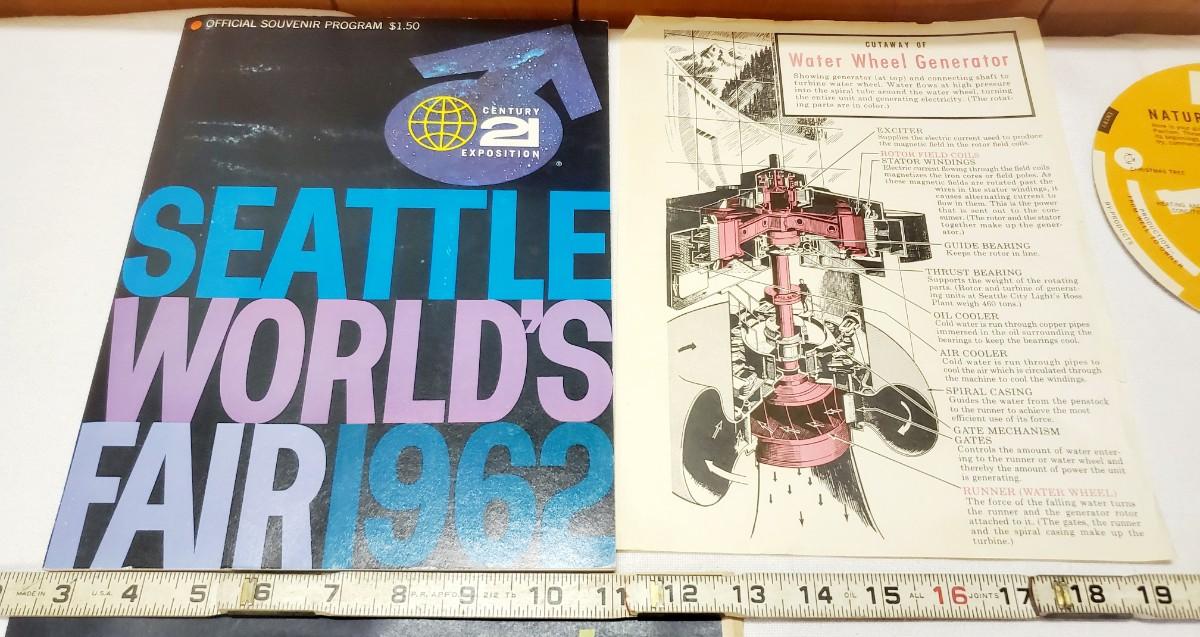 OFFICIAL SOUVENIR PROGRAM $1.50
CENTURY
21
EXPOSITION
®
SEATTLE
WORLD'S
FAIR 1962
CUTAWAY OF
Water Wheel Generator
Showing generator (at top) and connecting shaft to
turbine water wheel. Water flows at high pressure
into the spiral tube around the water wheel, turning
the entire unit and generating electricity. (The rotat-
ing parts are in color.)
EXCITER
Supplies the electric current used to produce
the magnetic field in the rotor field coils.
ROTOR FIELD COILS
STATOR WINDINGS
Electric current flowing through the field coils
magnetizes the iron cores or field poles. As
these magnetic fields are rotated past the
wires in the stator windings, it
causes alternating current to
flow in them. This is the power
that is sent out to the con-
sumer. (The rotor and the stator
together make up the gener-
ator.)
GUIDE BEARING
Keeps the rotor in line.
THRUST BEARING
Supports the weight of the rotating
parts. (Rotor and turbine of generat-
ing units at Seattle City Light's Ross
Plant weigh 460 tons.)
OIL COOLER
Cold water is run through copper pipes
immersed in the oil surrounding the
bearings to keep the bearings cool.
AIR COOLER
Cold water is run through pipes to
cool the air which is circulated through
the machine to cool the windings.
SPIRAL CASING
Guides the water from the penstock
to the runner to achieve the most
efficient use of its force.
GATE MECHANISM
GATES
Controls the amount of water enter-
ing to the runner or water wheel and
thereby the amount of power the unit
is generating.
RUNNER (WATER WHEEL)
The force of the falling water turns
the runner and the generator rotor
attached to it. (The gates, the runner
and the spiral casing make up the
turbine.)
NATUR
CHRISTMAS TREE
HEATING AND
PRODUCTION
FROM WELL TO OWNER
BY-PRODUCTS
MADE IN 3 U.S.A. 4 5 6 7 8 9 212 10 11 12 13 14 OIL 15 ALL 16 JOINTS 17 18 19